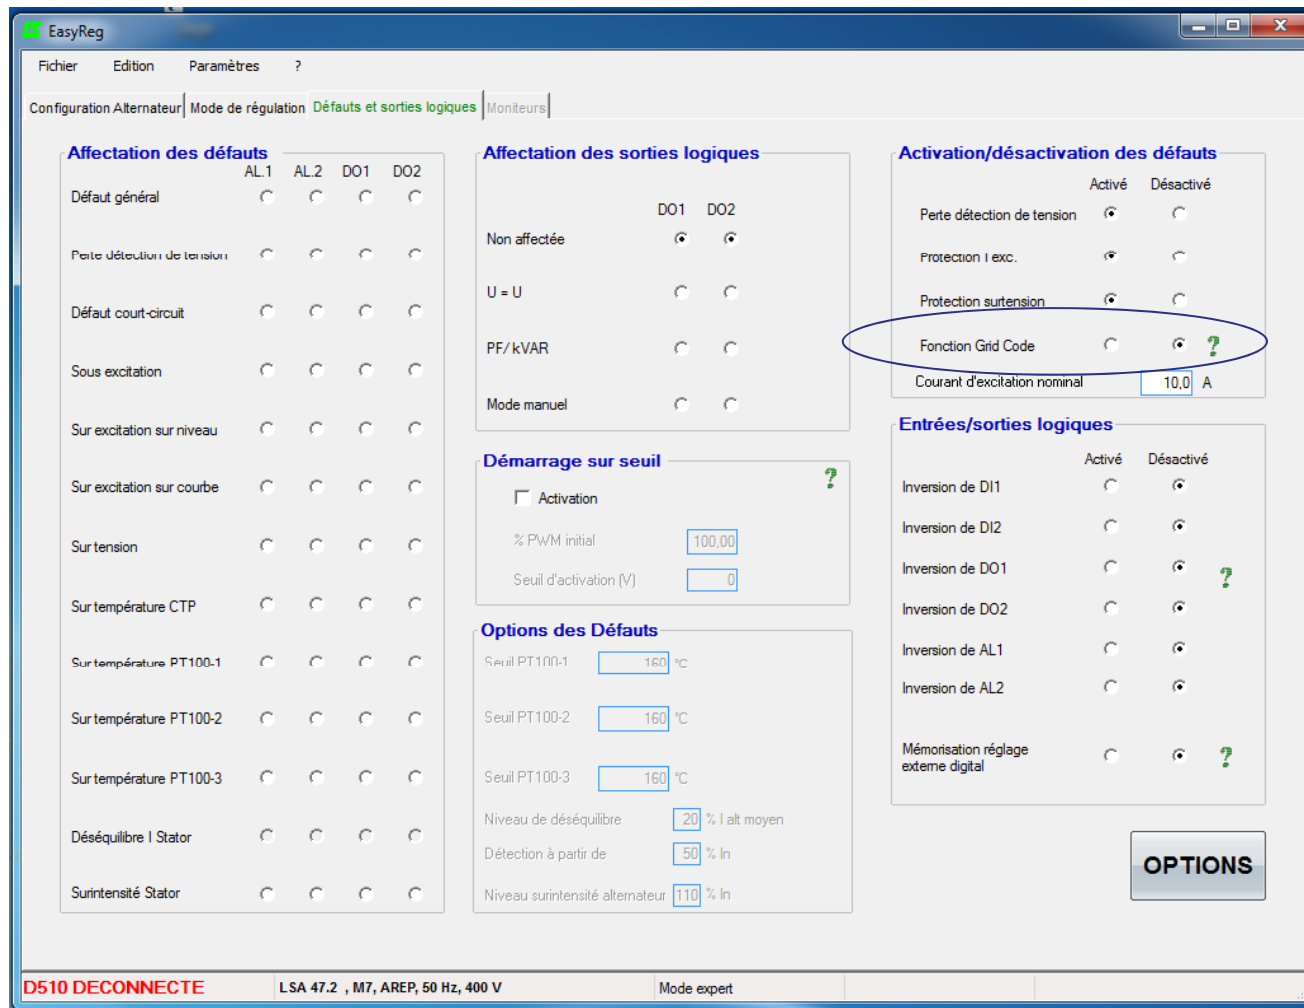 EasyReg
Fichier Edition Paramètres ?
Configuration Alternateur Mode de régulation Défauts et sorties logiques Moniteurs
Affectation des défauts
AL.1 AL.2 DO1 DO2
Défaut général
Perte détection de tension
Défaut court-circuit
Sous excitation
Sur excitation sur niveau
Sur excitation sur courbe
Sur tension
Sur température CTP
Sur température PT100-1
Sur température PT100-2
Sur température PT100-3
Déséquilibre I Stator
Surintensité Stator
Affectation des sorties logiques
DO1 DO2
Non affectée
U = U
PF/ kVAR
Mode manuel
Démarrage sur seuil
?
Activation
% PWM initial 100,00
Seuil d'activation (V) 0
Options des Défauts
Seuil PT100-1 160 °C
Seuil PT100-2 160 °C
Seuil PT100-3 160 °C
Niveau de déséquilibre 20 % I alt moyen
Détection à partir de 50 % In
Niveau surintensité alternateur 110 % In
Activation/désactivation des défauts
Activé Désactivé
Perte détection de tension
Protection I exc.
Protection surtension
Fonction Grid Code ?
Courant d'excitation nominal 10,0 A
Entrées/sorties logiques
Activé Désactivé
Inversion de DI1
Inversion de DI2
Inversion de DO1 ?
Inversion de DO2
Inversion de AL1
Inversion de AL2
Mémorisation réglage
externe digital ?
OPTIONS
D510 DECONNECTE LSA 47.2 , M7, AREP, 50 Hz, 400 V Mode expert